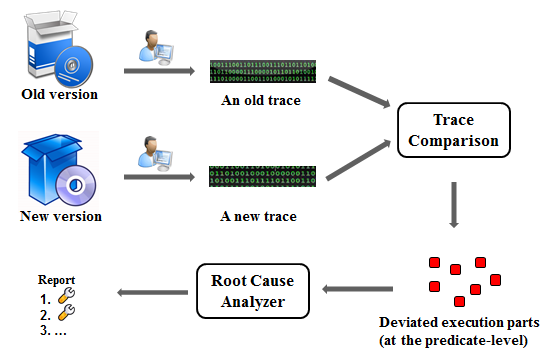 Old version
An old trace
Trace
Comparison
New version
A new trace
Report
1.
2.
3. ...
Root Cause
Analyzer
Deviated execution parts
(at the predicate-level)